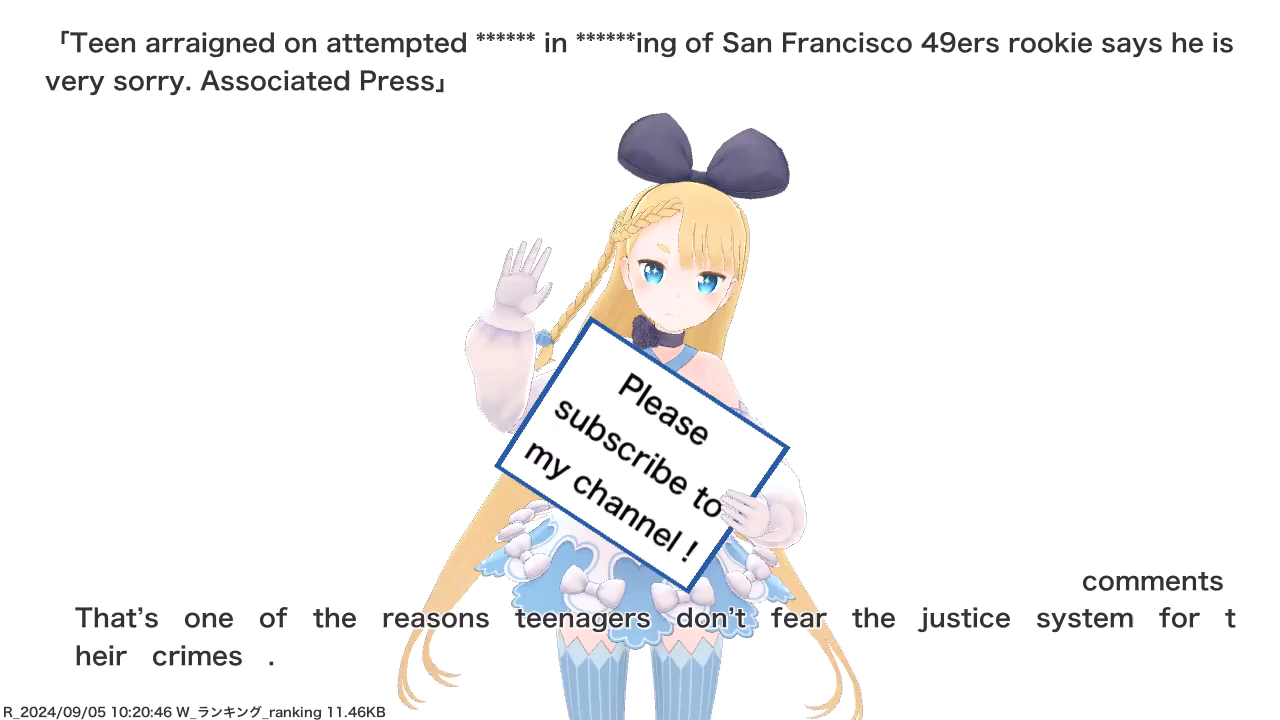 「Teen arraigned on attempted ****** in ******ing of San Francisco 49ers rookie says he is
very sorry. Associated Press」
Please
subscribe to
my channel !
comments
That’s one of the reasons teenagers don’t fear the justice system for t
heir crimes .
R_2024/09/05 10:20:46 W_ランキング_ranking 11.46KB